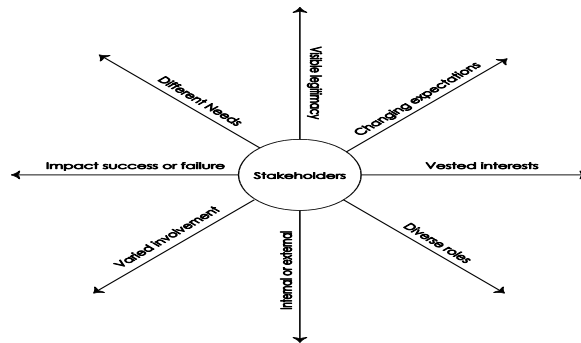 Visible legitimacy
Different Needs
Changing expectations
Impact success or failure
Stakeholders
Vested interests
Varied involvement
Internal or external
Diverse roles